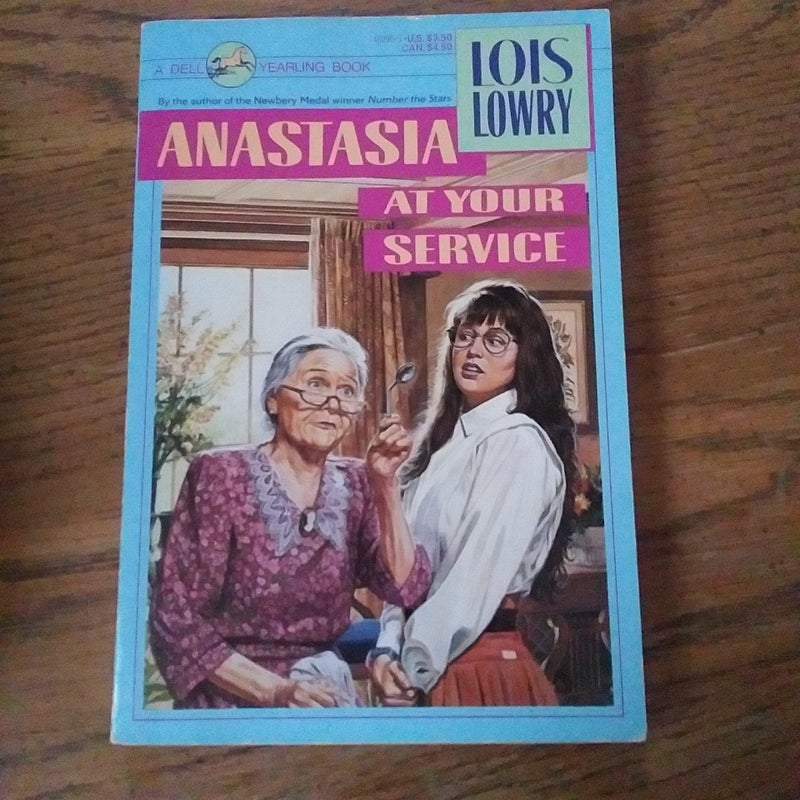 U.S. $3.50
CAN. $4.50
A DELL YEARLING BOOK
LOIS
LOWRY
By the author of the Newbery Medal winner Number the Stars
ANASTASIA
AT YOUR
SERVICE